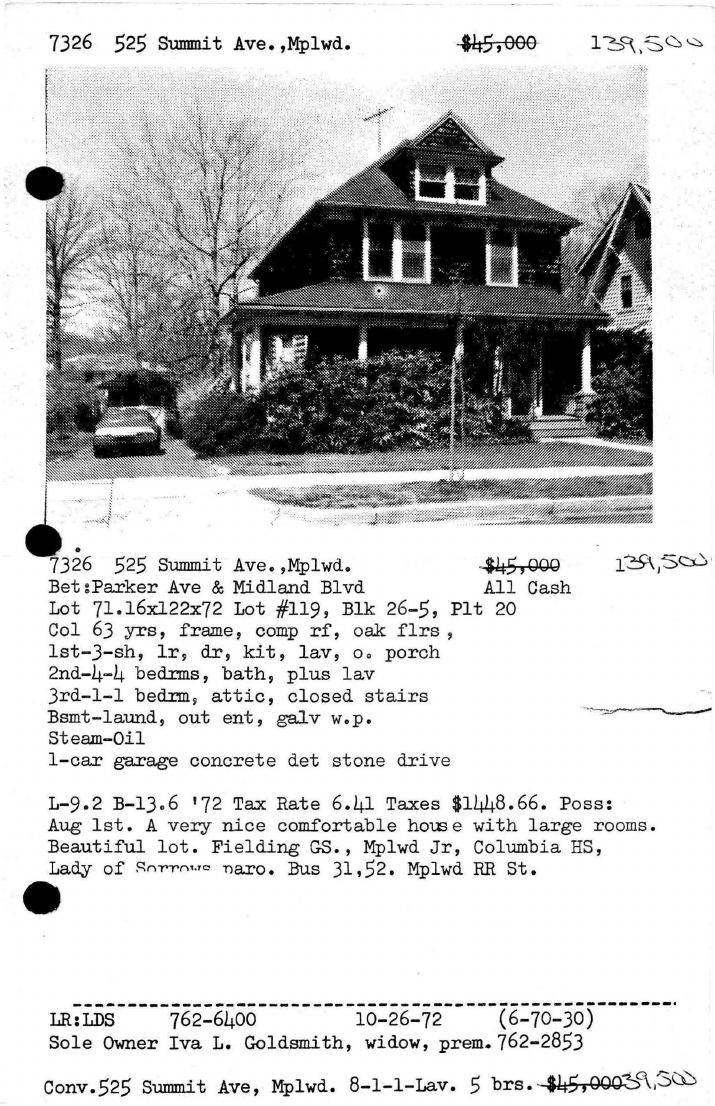 7326 525 Summit Ave.,Mplwd. $45,000 139,500
7326 525 Summit Ave.,Mplwd. $45,000 139,500
Bet:Parker Ave & Midland Blvd All Cash
Lot 71.16x122x72 Lot #119, Blk 26-5, Plt 20
Col 63 yrs, frame, comp rf, oak flrs,
1st-3-sh, lr, dr, kit, lav, o. porch
2nd-4-4 bedrms, bath, plus lav
3rd-1-1 bedrm, attic, closed stairs
Bsmt-laund, out ent, galv w.p.
Steam-Oil
1-car garage concrete det stone drive
L-9.2 B-13.6 '72 Tax Rate 6.41 Taxes $1448.66. Poss:
Aug 1st. A very nice comfortable house with large rooms.
Beautiful lot. Fielding GS., Mplwd Jr, Columbia HS,
Lady of Sorrows paro. Bus 31,52. Mplwd RR St.
LR:LDS 762-6400 10-26-72 (6-70-30)
Sole Owner Iva L. Goldsmith, widow, prem. 762-2853
Conv.525 Summit Ave, Mplwd. 8-1-1-Lav. 5 brs. $45,000 39,500